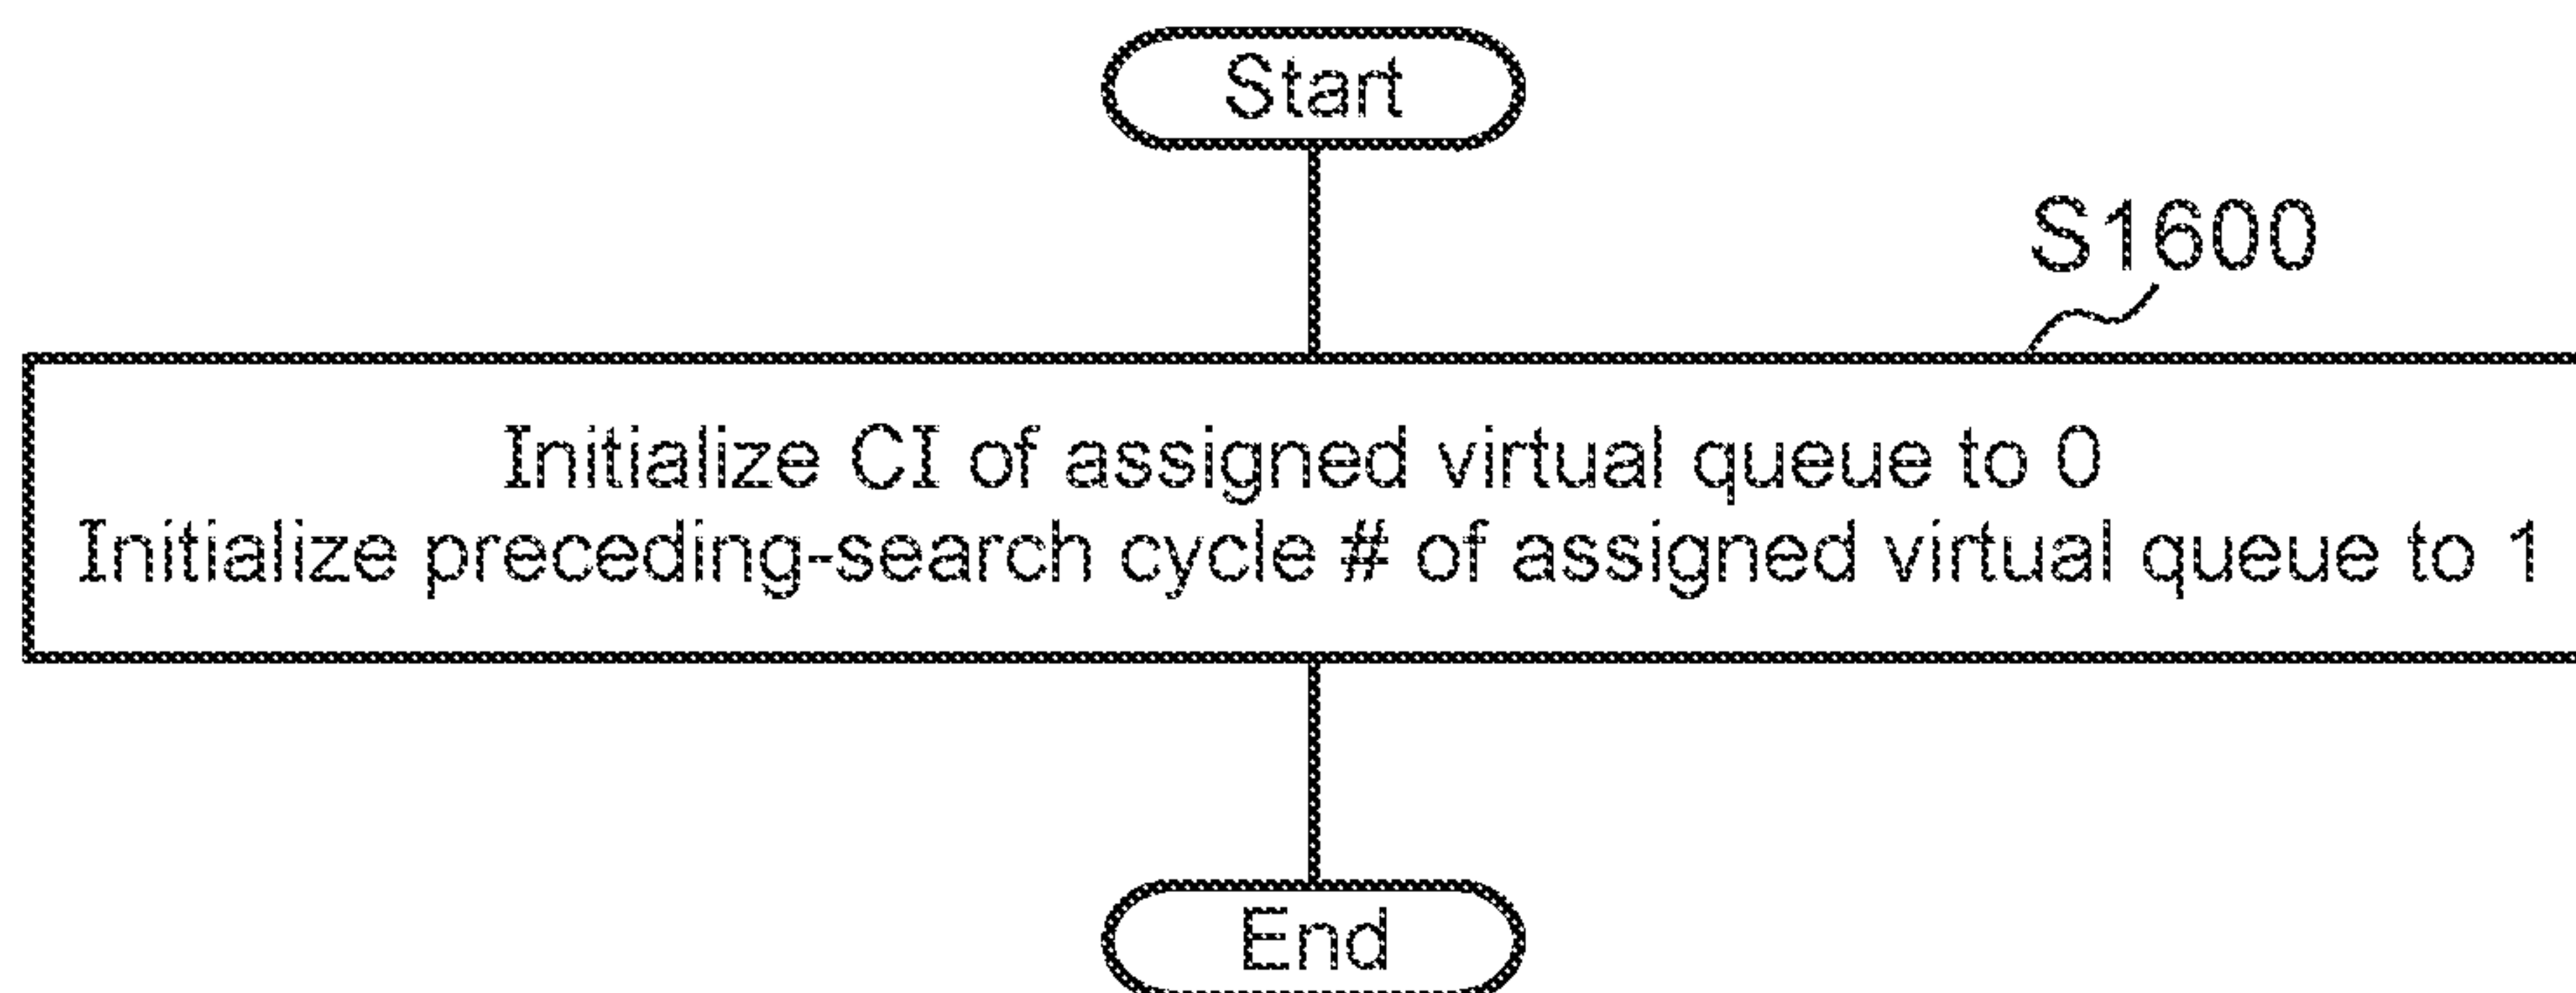 Start
S1600
Initialize CI of assigned virtual queue to 0
Initialize preceding-search cycle # of assigned virtual queue to 1
End